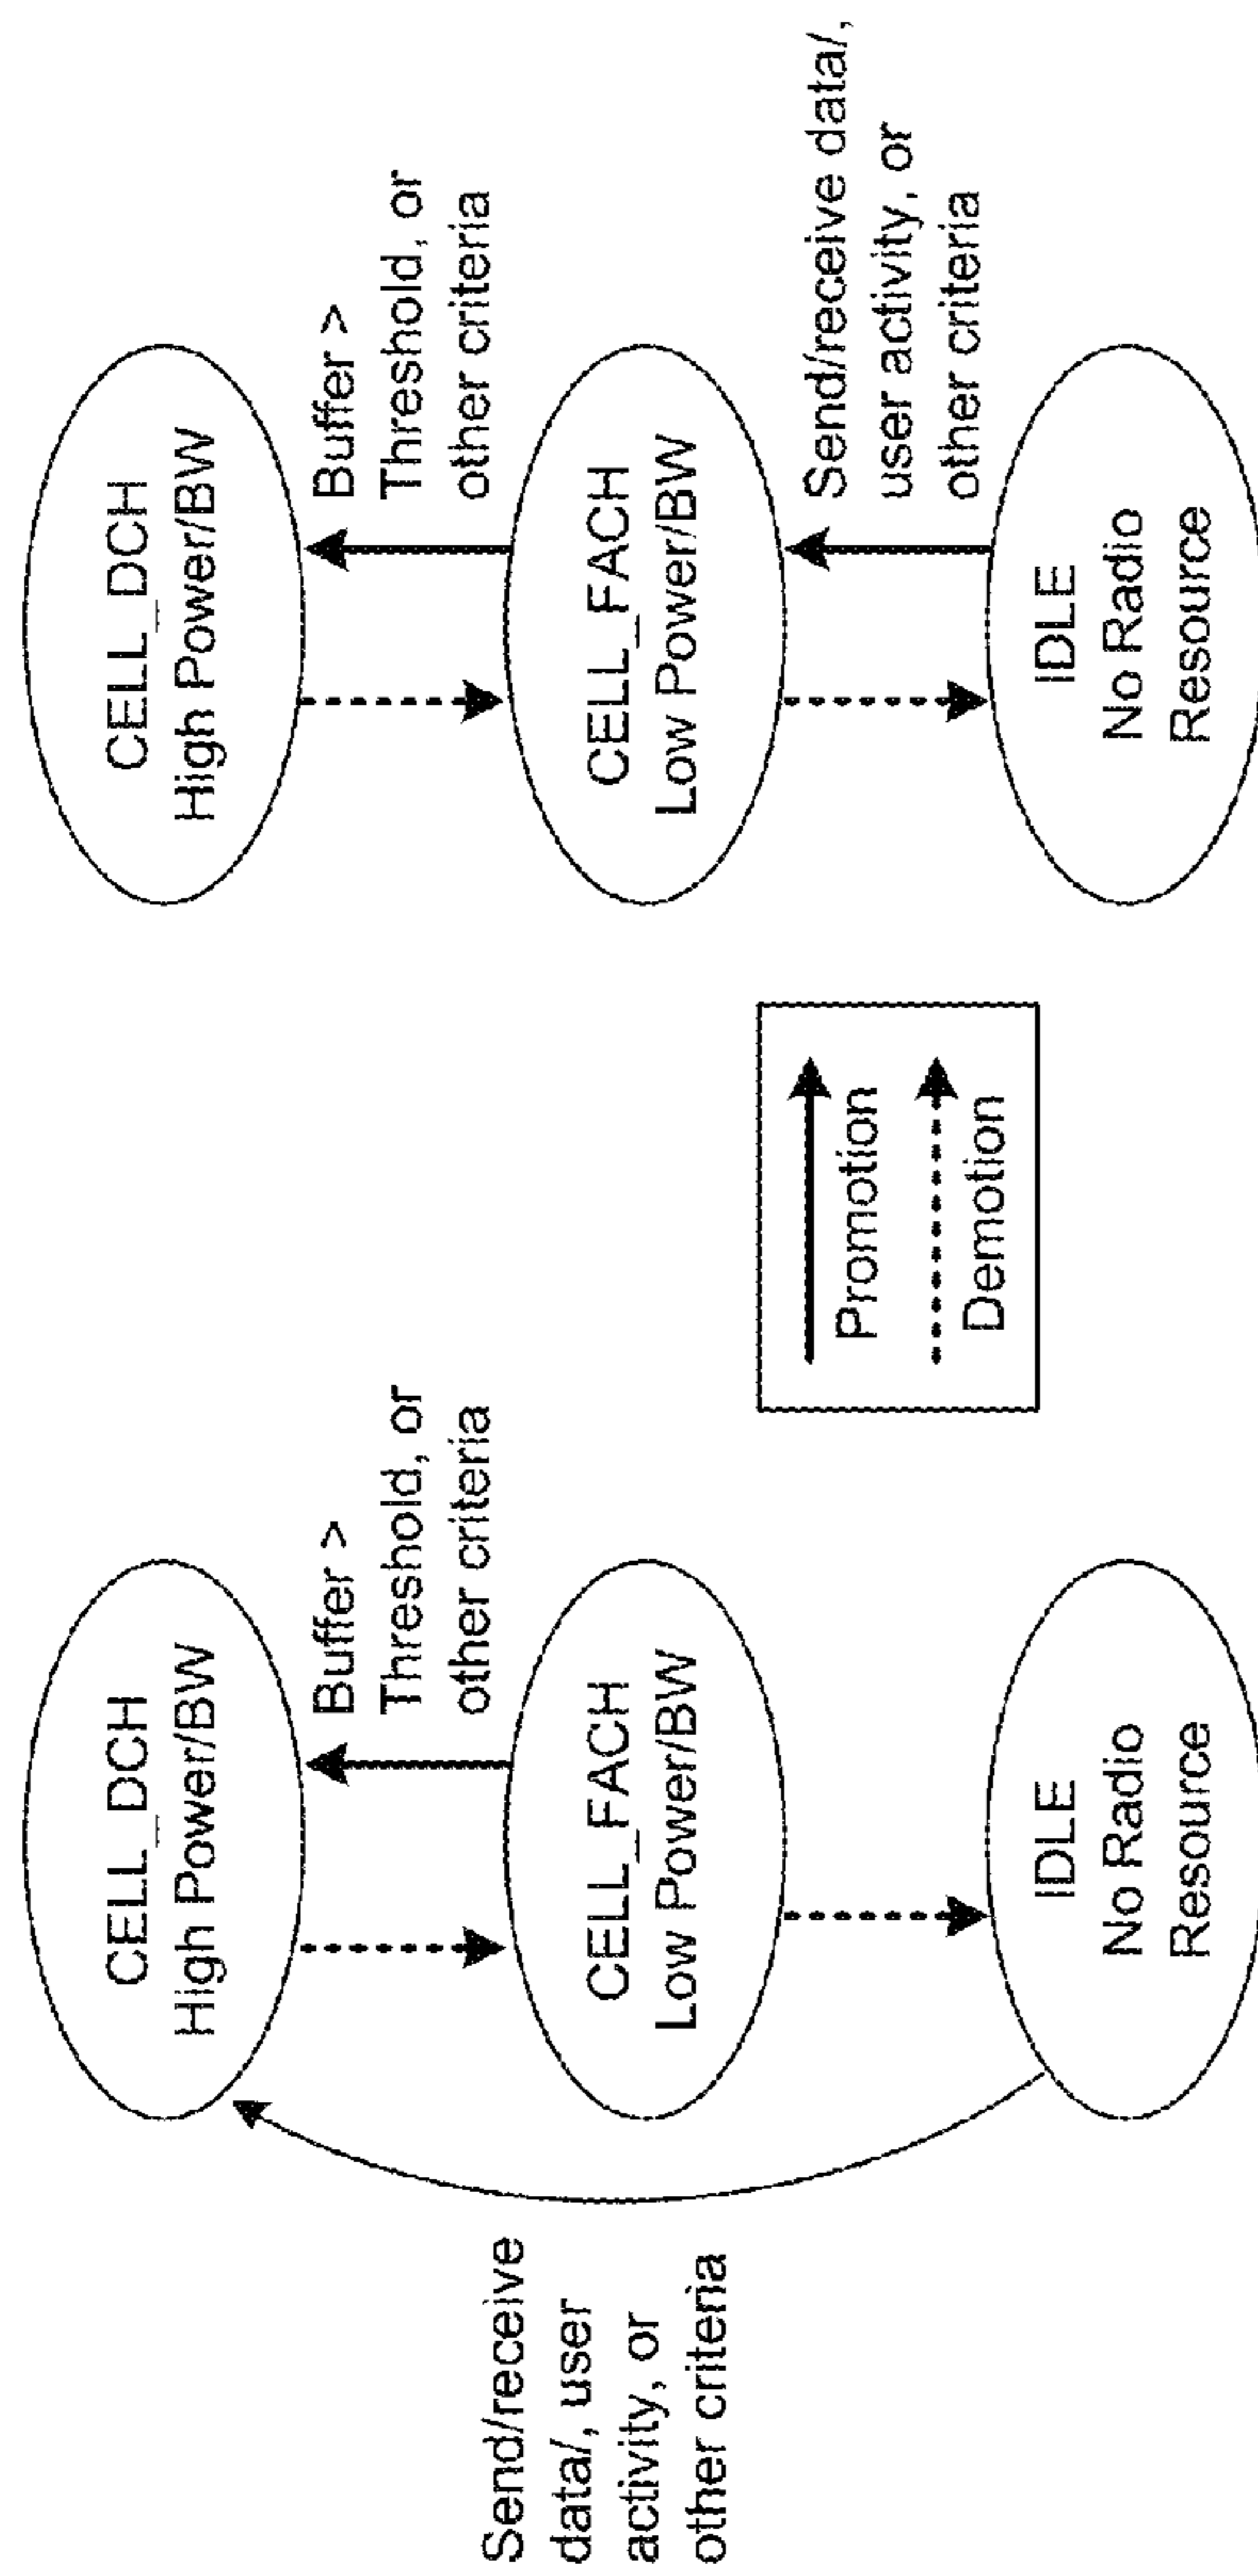 CELL_DCH
High Power/BW
Buffer >
Threshold, or
other criteria
Send/receive
data/, user
activity, or
other criteria
CELL_FACH
Low Power/BW
IDLE
No Radio
Resource
Promotion
Demotion
CELL_DCH
High Power/BW
Buffer >
Threshold, or
other criteria
CELL_FACH
Low Power/BW
Send/receive data/,
user activity, or
other criteria
IDLE
No Radio
Resource